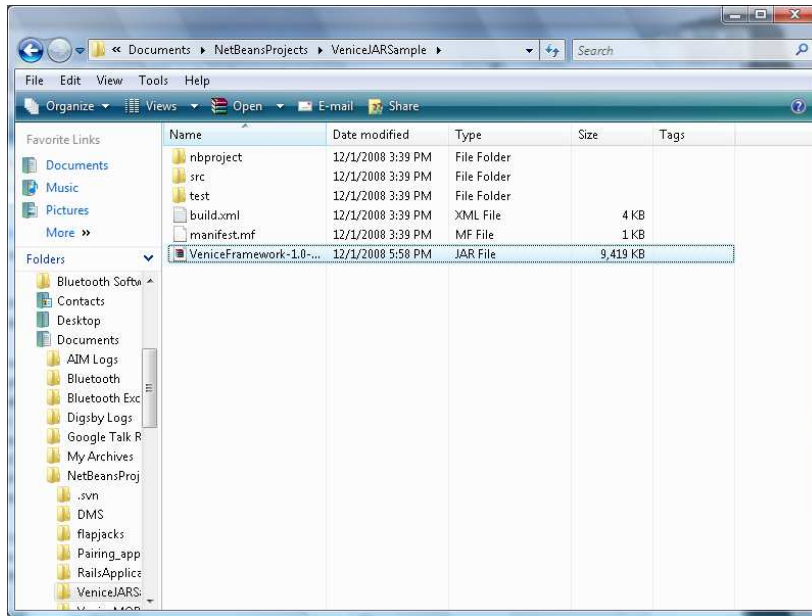 « Documents ▸ NetBeansProjects ▸ VeniceJARSample ▸
Search
File Edit View Tools Help
Organize Views Open E-mail Share
Favorite Links
Documents
Music
Pictures
More »
Folders
Bluetooth Softw
Contacts
Desktop
Documents
AIM Logs
Bluetooth
Bluetooth Exc
Digsby Logs
Google Talk R
My Archives
NetBeansProj
.svn
DMS
flapjacks
Pairing_app
RailsApplica
VeniceJARS
Name Date modified Type Size Tags
nbproject 12/1/2008 3:39 PM File Folder
src 12/1/2008 3:39 PM File Folder
test 12/1/2008 3:39 PM File Folder
build.xml 12/1/2008 3:39 PM XML File 4 KB
manifest.mf 12/1/2008 3:39 PM MF File 1 KB
VeniceFramework-1.0-... 12/1/2008 5:58 PM JAR File 9,419 KB